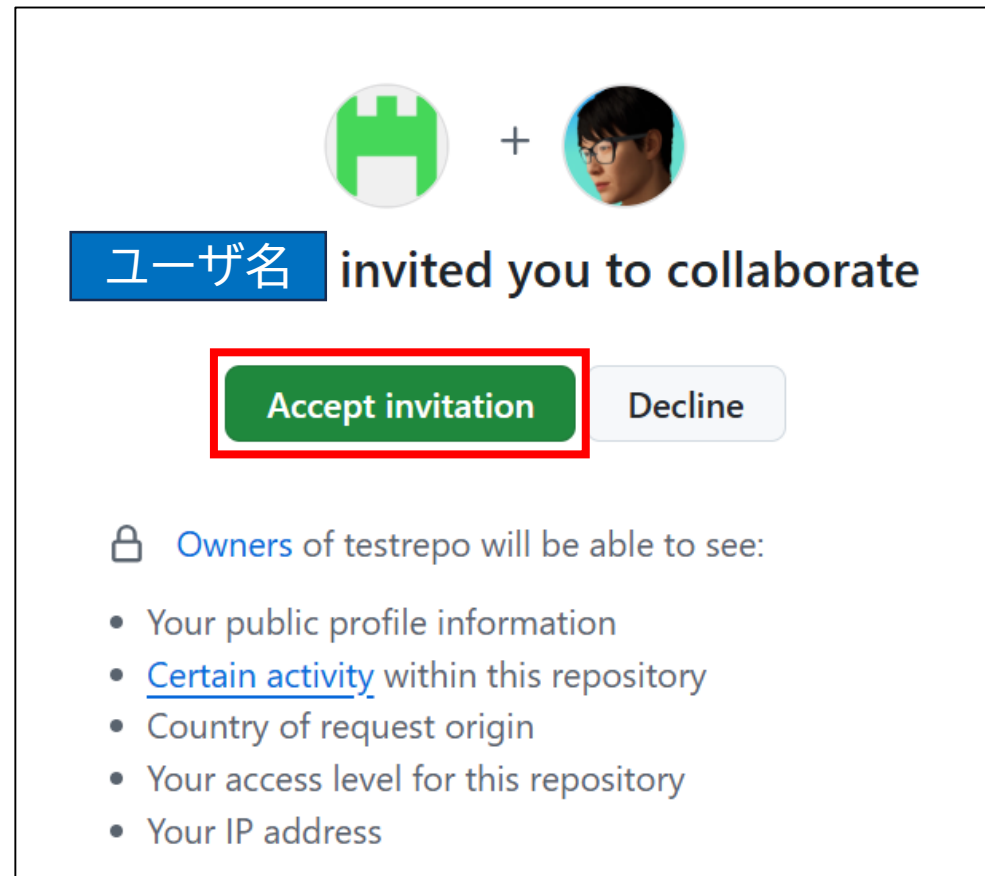 ユーザ名 invited you to collaborate
Accept invitation Decline
Owners of testrepo will be able to see:
Your public profile information
Certain activity within this repository
Country of request origin
Your access level for this repository
Your IP address